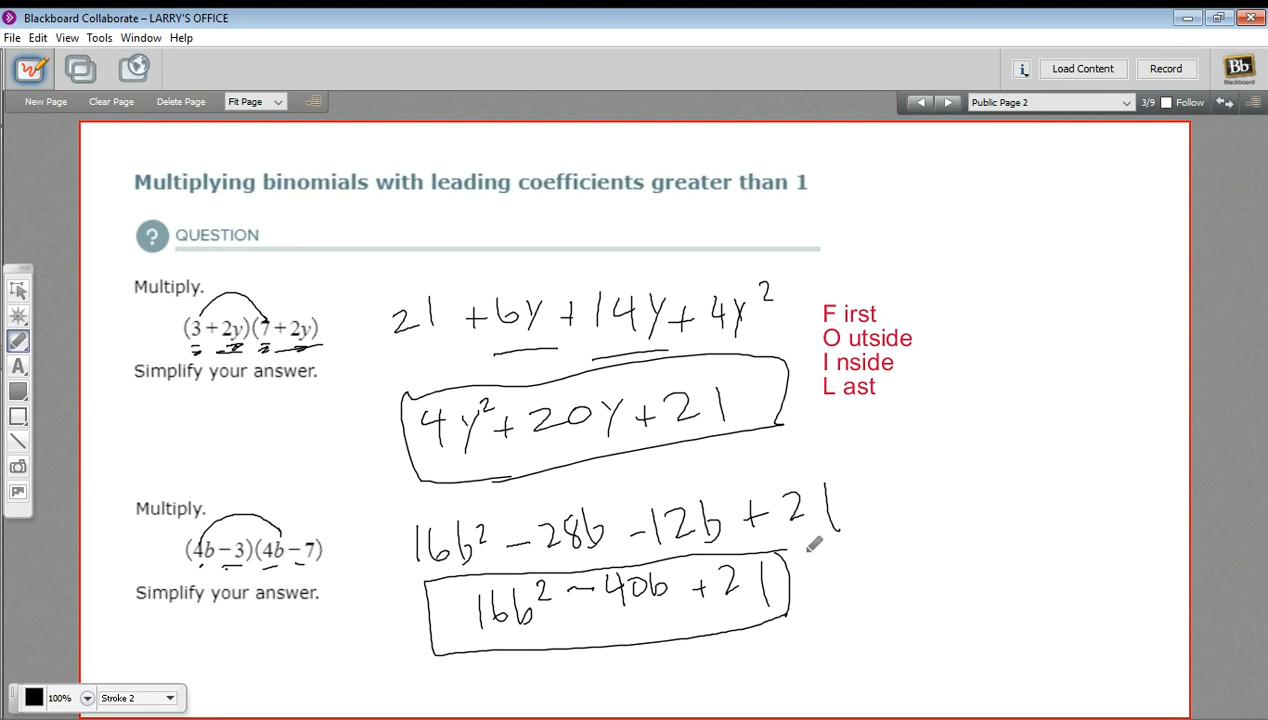 Blackboard Collaborate – LARRY'S OFFICE
File Edit View Tools Window Help
Load Content Record
Bb
Blackboard
New Page Clear Page Delete Page Fit Page Public Page 2 3/9 Follow
Multiplying binomials with leading coefficients greater than 1
? QUESTION
Multiply.
(3 + 2y)(7 + 2y)
Simplify your answer.
21 + 6y + 14y + 4y²
4y² + 20y + 21
F irst
O utside
I nside
L ast
Multiply.
(4b − 3)(4b − 7)
Simplify your answer.
16b² − 28b − 12b + 21
16b² − 40b + 21
A
100% Stroke 2